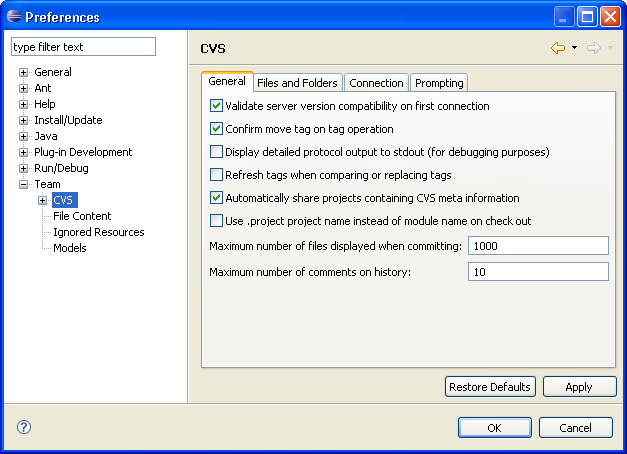 Preferences
type filter text
General
Ant
Help
Install/Update
Java
Plug-in Development
Run/Debug
Team
CVS
File Content
Ignored Resources
Models
CVS
General Files and Folders Connection Prompting
Validate server version compatibility on first connection
Confirm move tag on tag operation
Display detailed protocol output to stdout (for debugging purposes)
Refresh tags when comparing or replacing tags
Automatically share projects containing CVS meta information
Use .project project name instead of module name on check out
Maximum number of files displayed when committing: 1000
Maximum number of comments on history: 10
Restore Defaults Apply
? OK Cancel